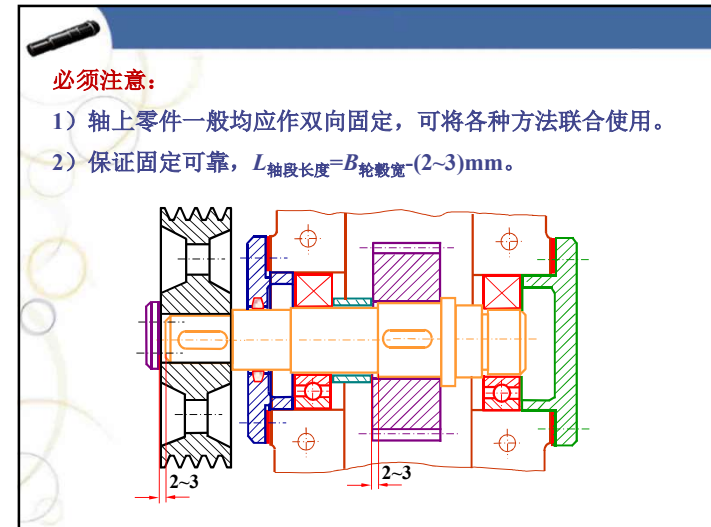 必须注意：
1）轴上零件一般均应作双向固定，可将各种方法联合使用。
2）保证固定可靠，L轴段长度=B轮毂宽-(2~3)mm。
2~3
2~3